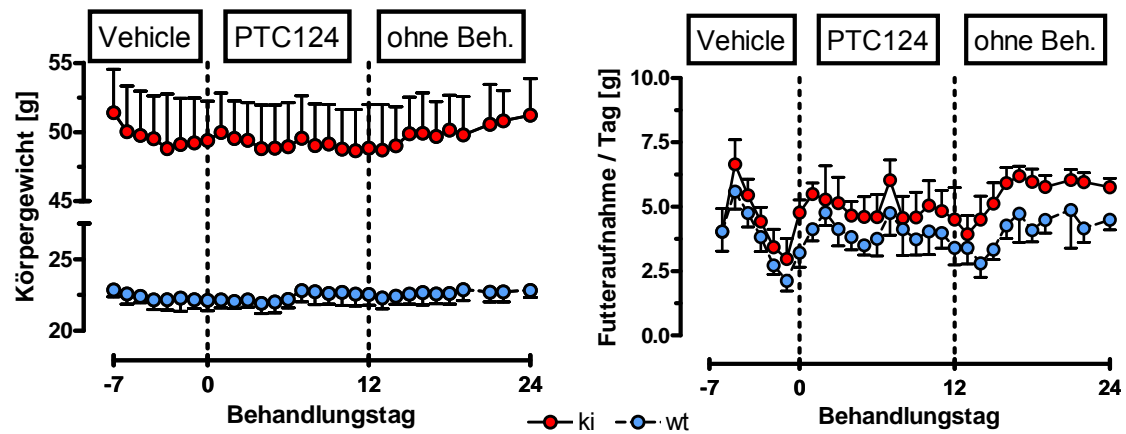 Vehicle PTC124 ohne Beh.
Körpergewicht [g]
55
50
45
25
20
-7 0 12 24
Behandlungstag
Vehicle PTC124 ohne Beh.
Futteraufnahme / Tag [g]
10.0
7.5
5.0
2.5
0.0
-7 0 12 24
Behandlungstag
ki wt